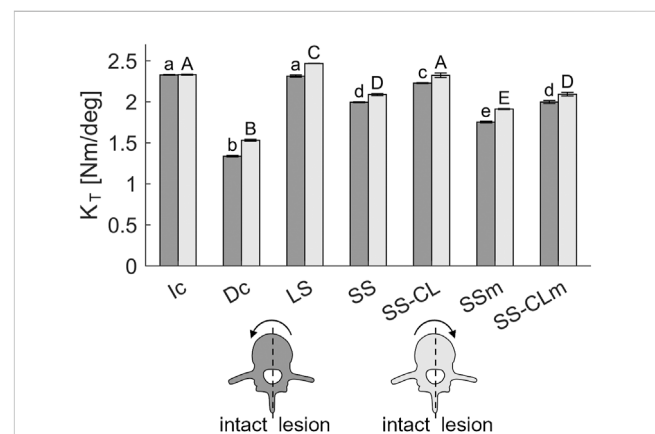 C
a A a c A
d D d D
e E
b B
2.5
2
1.5
1
0.5
0
K_T [Nm/deg]
Ic Dc LS SS SS-CL SSm SS-CLm
intact lesion intact lesion